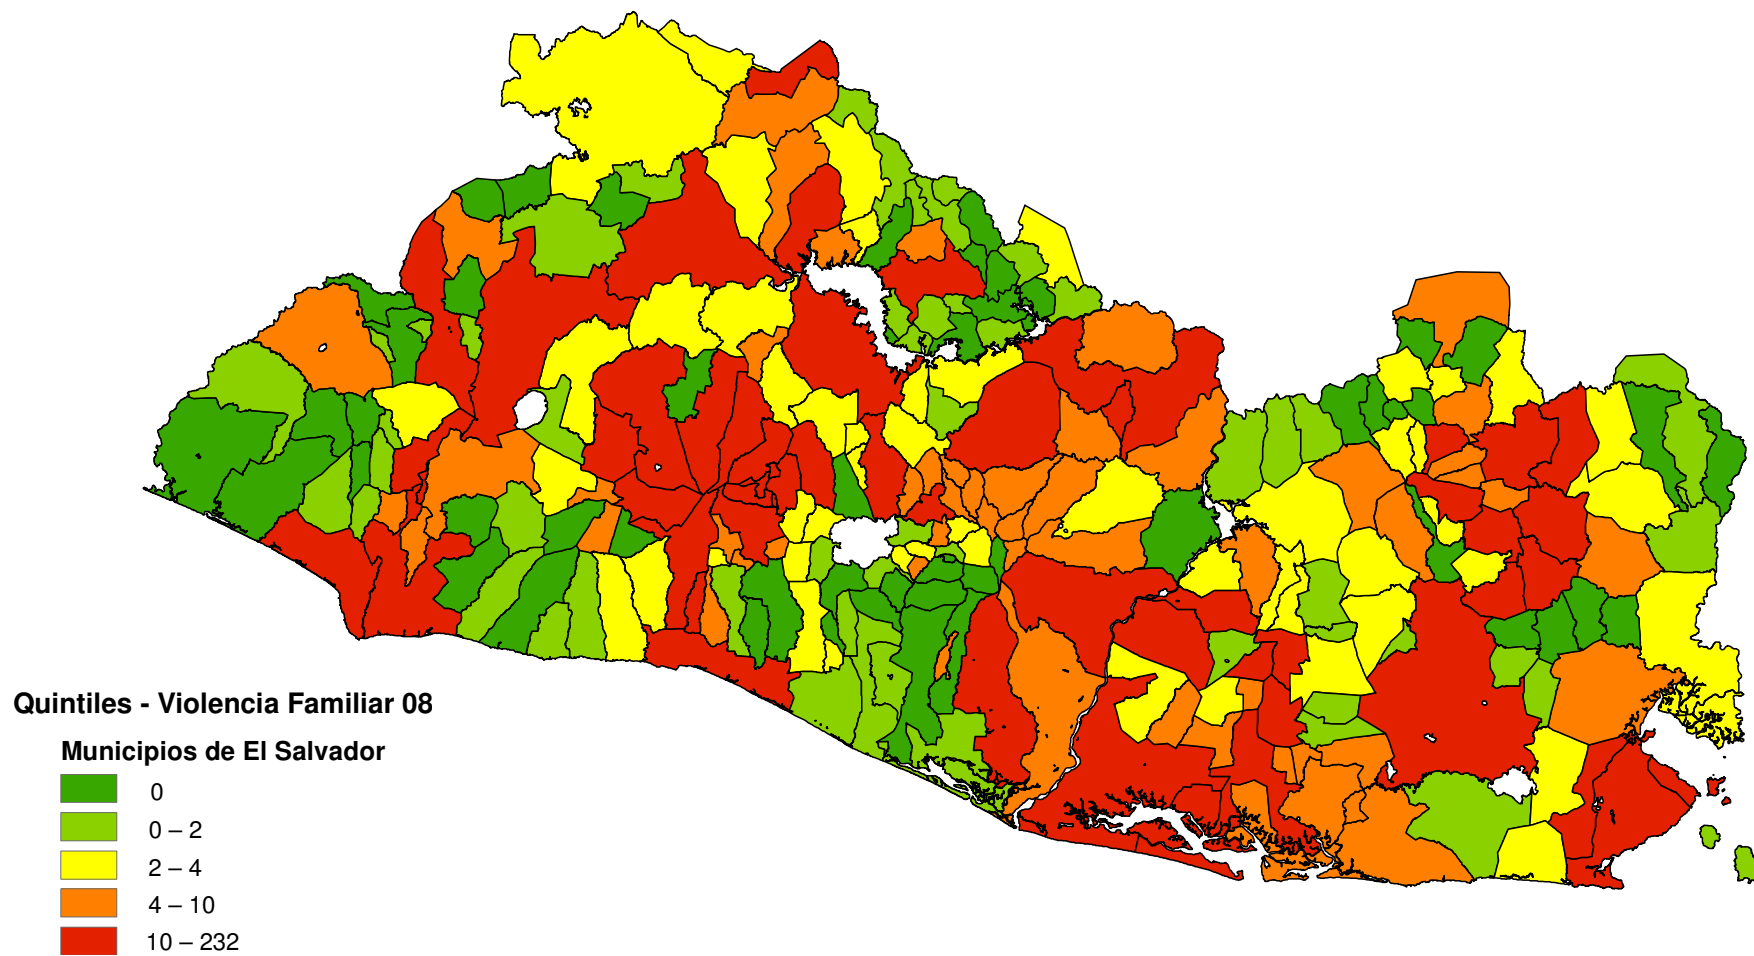 Quintiles - Violencia Familiar 08
Municipios de El Salvador
0
0 – 2
2 – 4
4 – 10
10 – 232